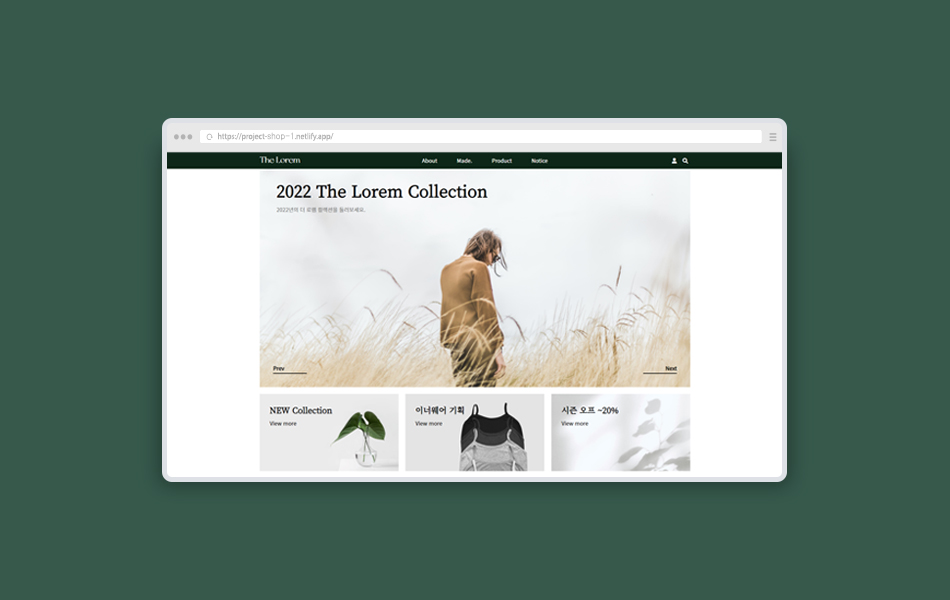 https://project-shop-1.netlify.app/
The Lorem
About
Made.
Product
Notice
2022 The Lorem Collection
2022년의 더 로렘 컬렉션을 둘러보세요.
Prev
Next
NEW Collection
View more
이너웨어 기획
View more
시즌 오프 ~20%
View more